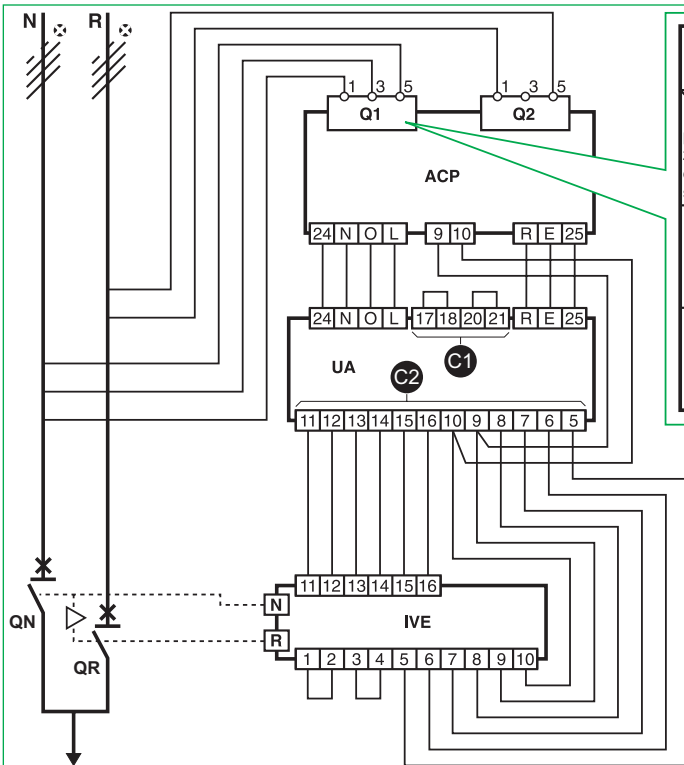 N R
1 3 5 1 3 5
Q1 Q2
ACP
24 N O L 9 10 R E 25
24 N O L 17 18 20 21 R E 25
UA C2 C1
11 12 13 14 15 16 10 9 8 7 6 5
11 12 13 14 15 16
N
QN IVE
R
QR
1 2 3 4 5 6 7 8 9 10